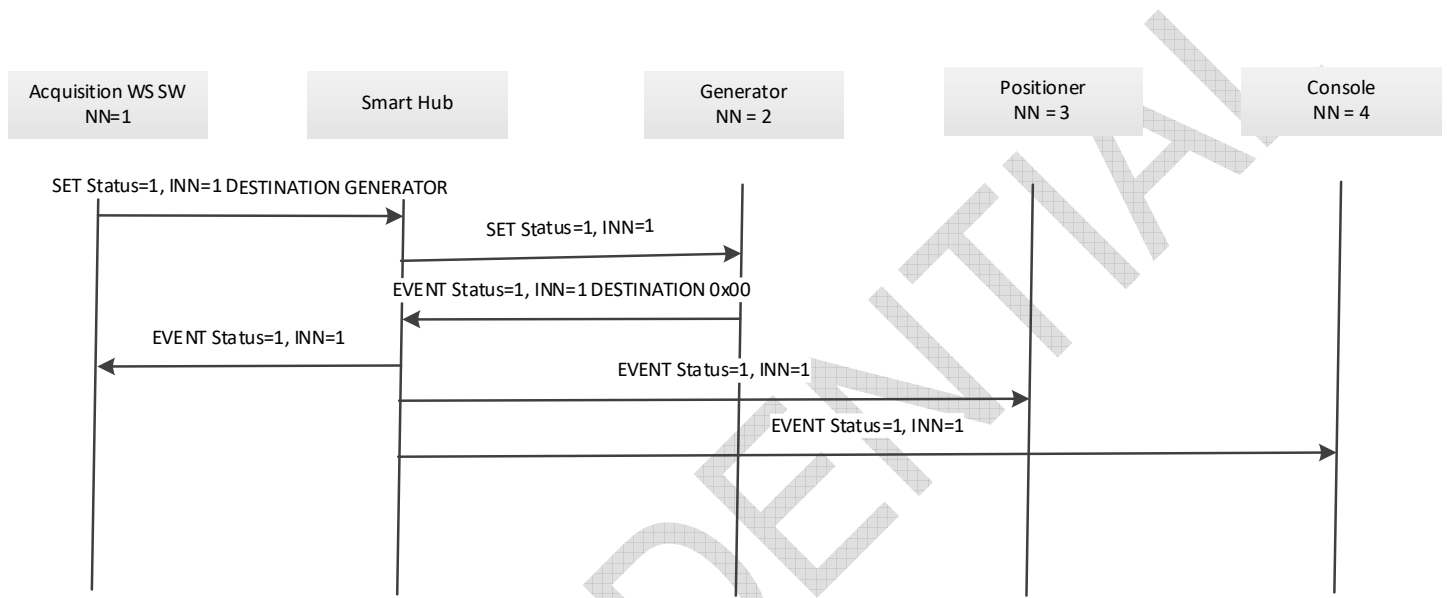 Acquisition WS SW
NN=1
Smart Hub
Generator
NN = 2
Positioner
NN = 3
Console
NN = 4
SET Status=1, INN=1 DESTINATION GENERATOR
SET Status=1, INN=1
EVENT Status=1, INN=1 DESTINATION 0x00
EVENT Status=1, INN=1
EVENT Status=1, INN=1
EVENT Status=1, INN=1
DENTIAL